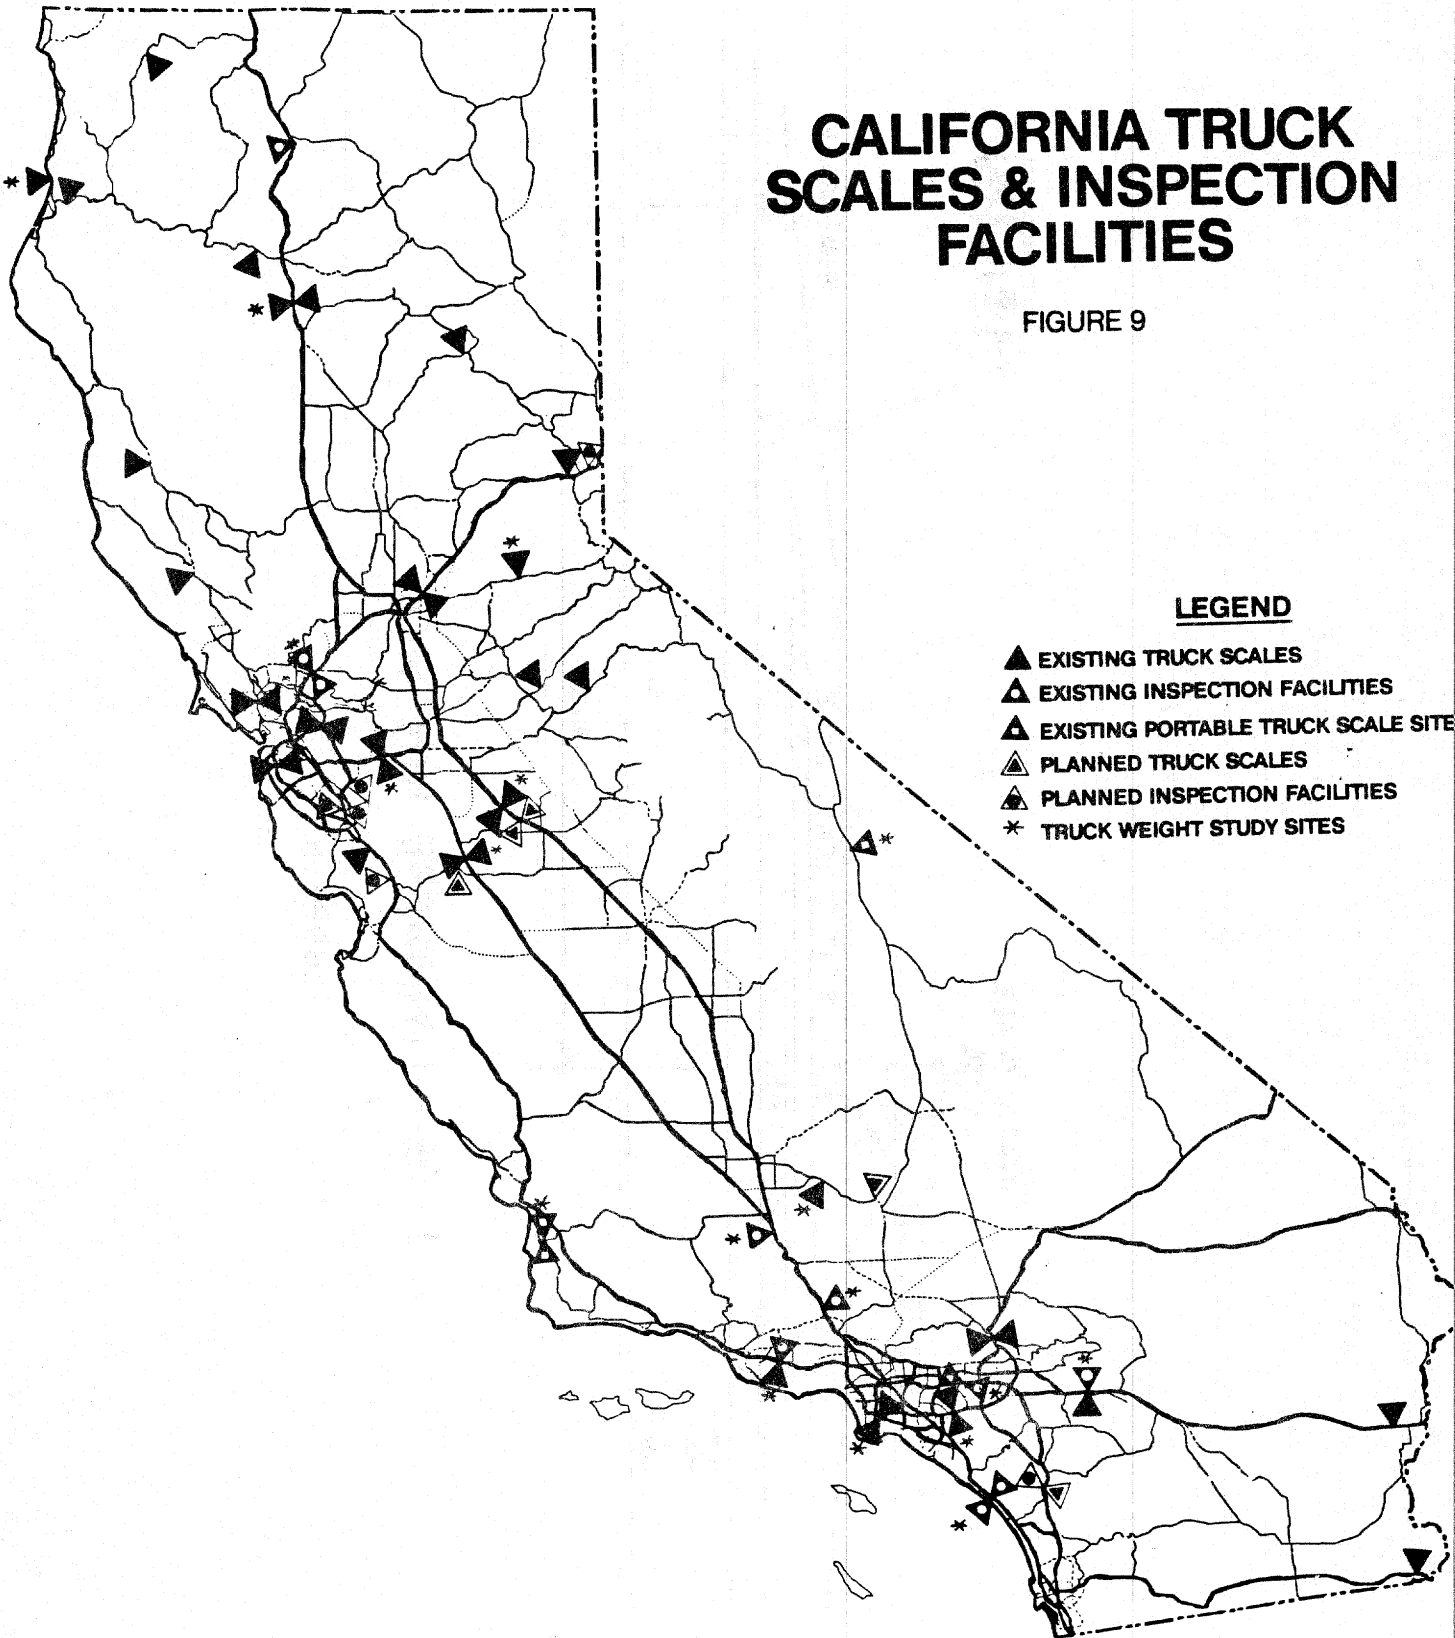 CALIFORNIA TRUCK
SCALES & INSPECTION
FACILITIES
FIGURE 9
LEGEND
EXISTING TRUCK SCALES
EXISTING INSPECTION FACILITIES
EXISTING PORTABLE TRUCK SCALE SITE
PLANNED TRUCK SCALES
PLANNED INSPECTION FACILITIES
TRUCK WEIGHT STUDY SITES